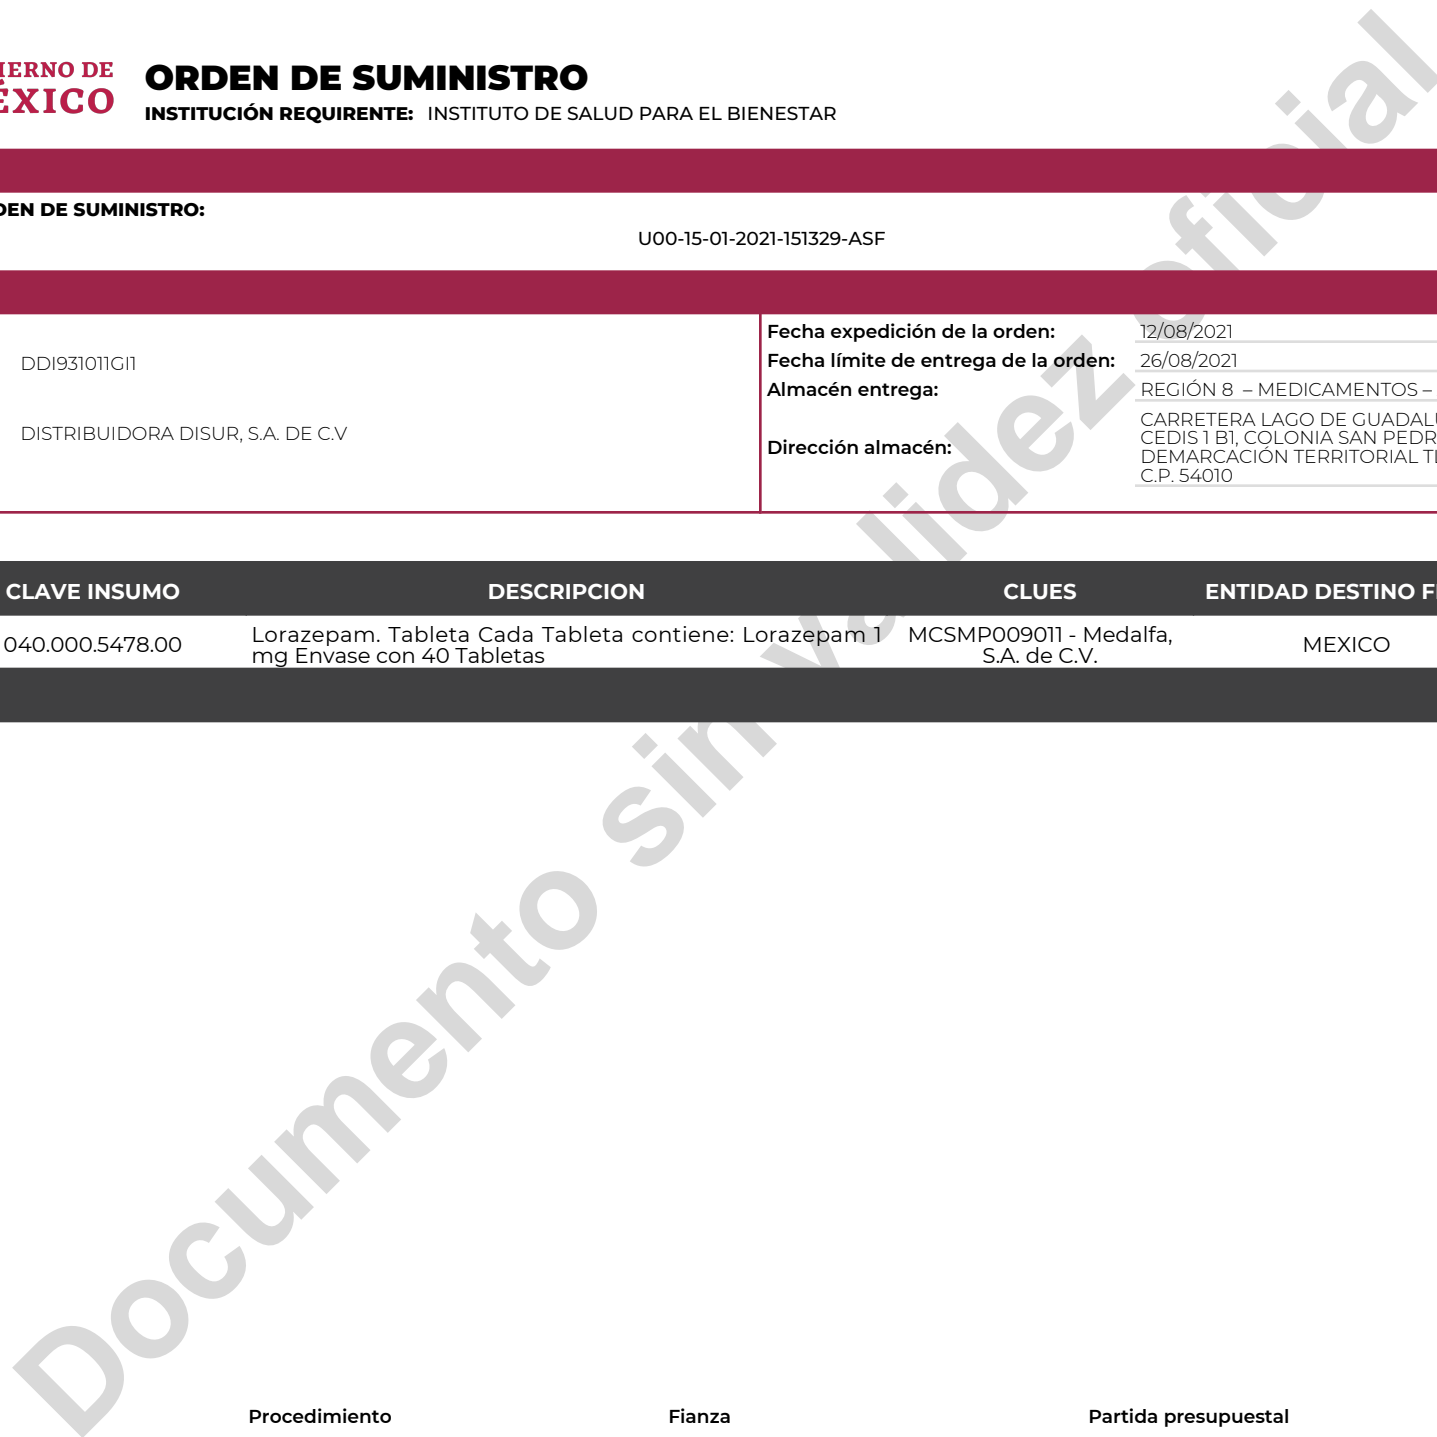 IERNO DE
ÉXICO
ORDEN DE SUMINISTRO
INSTITUCIÓN REQUIRENTE: INSTITUTO DE SALUD PARA EL BIENESTAR
DEN DE SUMINISTRO:
U00-15-01-2021-151329-ASF
DDI931011GI1
DISTRIBUIDORA DISUR, S.A. DE C.V
Fecha expedición de la orden: 12/08/2021
Fecha límite de entrega de la orden: 26/08/2021
Almacén entrega: REGIÓN 8 – MEDICAMENTOS –
Dirección almacén:
CARRETERA LAGO DE GUADALU
CEDIS 1 B1, COLONIA SAN PEDR
DEMARCACIÓN TERRITORIAL TL
C.P. 54010
CLAVE INSUMO DESCRIPCION CLUES ENTIDAD DESTINO F
040.000.5478.00
Lorazepam. Tableta Cada Tableta contiene: Lorazepam 1
mg Envase con 40 Tabletas
MCSMP009011 - Medalfa,
S.A. de C.V.
MEXICO
Documento sin validez oficial
Procedimiento Fianza Partida presupuestal